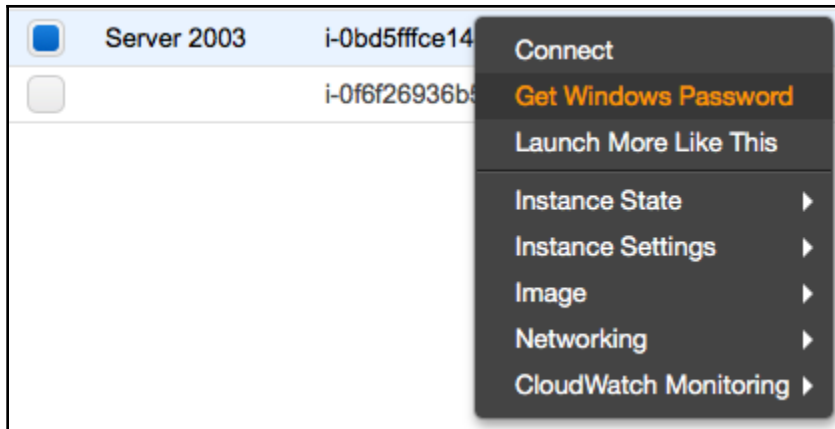 Server 2003 i-0bd5fffce14
i-0f6f26936b
Connect
Get Windows Password
Launch More Like This
Instance State
Instance Settings
Image
Networking
CloudWatch Monitoring